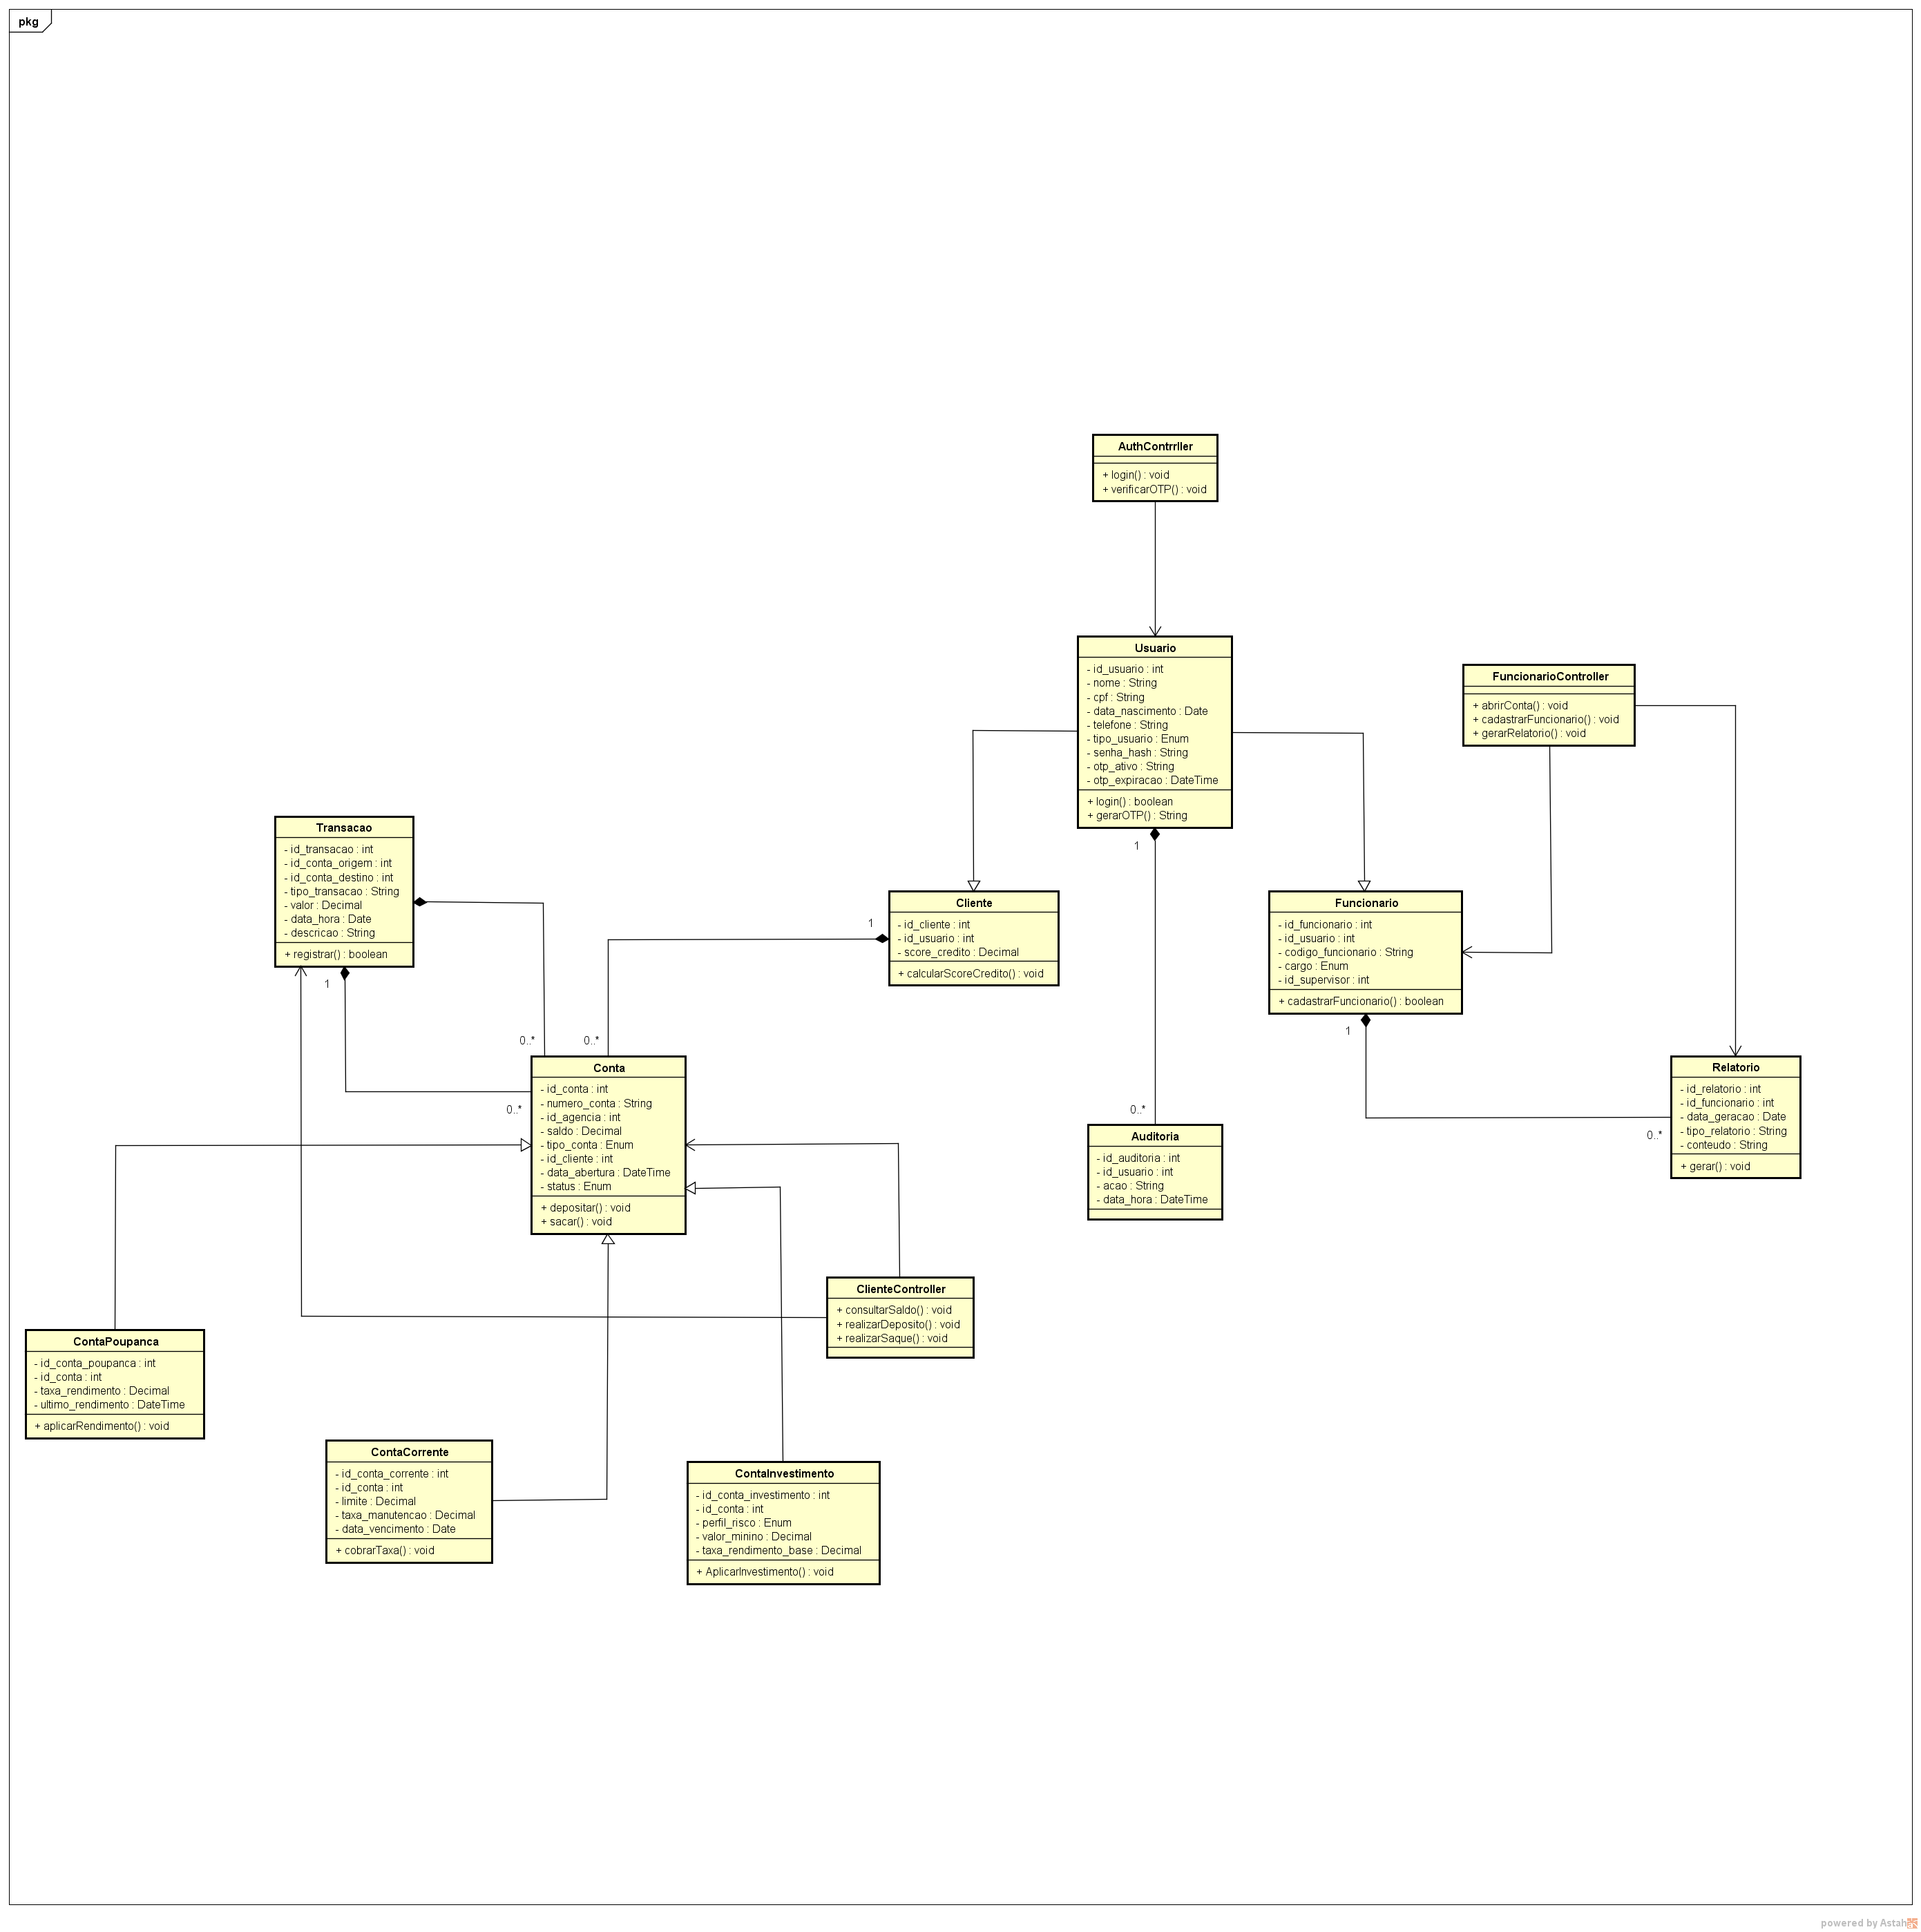 pkg
AuthContrrller
+ login() : void
+ verificarOTP() : void
Usuario
- id_usuario : int
- nome : String
- cpf : String
- data_nascimento : Date
- telefone : String
- tipo_usuario : Enum
- senha_hash : String
- otp_ativo : String
- otp_expiracao : DateTime
+ login() : boolean
+ gerarOTP() : String
1
FuncionarioController
+ abrirConta() : void
+ cadastrarFuncionario() : void
+ gerarRelatorio() : void
Transacao
- id_transacao : int
- id_conta_origem : int
- id_conta_destino : int
- tipo_transacao : String
- valor : Decimal
- data_hora : Date
- descricao : String
+ registrar() : boolean
1
0..*
0..*
0..*
Cliente
- id_cliente : int
- id_usuario : int
- score_credito : Decimal
+ calcularScoreCredito() : void
1
Funcionario
- id_funcionario : int
- id_usuario : int
- codigo_funcionario : String
- cargo : Enum
- id_supervisor : int
+ cadastrarFuncionario() : boolean
1
0..*
Conta
- id_conta : int
- numero_conta : String
- id_agencia : int
- saldo : Decimal
- tipo_conta : Enum
- id_cliente : int
- data_abertura : DateTime
- status : Enum
+ depositar() : void
+ sacar() : void
0..*
Auditoria
- id_auditoria : int
- id_usuario : int
- acao : String
- data_hora : DateTime
Relatorio
- id_relatorio : int
- id_funcionario : int
- data_geracao : Date
- tipo_relatorio : String
- conteudo : String
+ gerar() : void
ClienteController
+ consultarSaldo() : void
+ realizarDeposito() : void
+ realizarSaque() : void
ContaPoupanca
- id_conta_poupanca : int
- id_conta : int
- taxa_rendimento : Decimal
- ultimo_rendimento : DateTime
+ aplicarRendimento() : void
ContaCorrente
- id_conta_corrente : int
- id_conta : int
- limite : Decimal
- taxa_manutencao : Decimal
- data_vencimento : Date
+ cobrarTaxa() : void
ContaInvestimento
- id_conta_investimento : int
- id_conta : int
- perfil_risco : Enum
- valor_minino : Decimal
- taxa_rendimento_base : Decimal
+ AplicarInvestimento() : void
powered by Astah